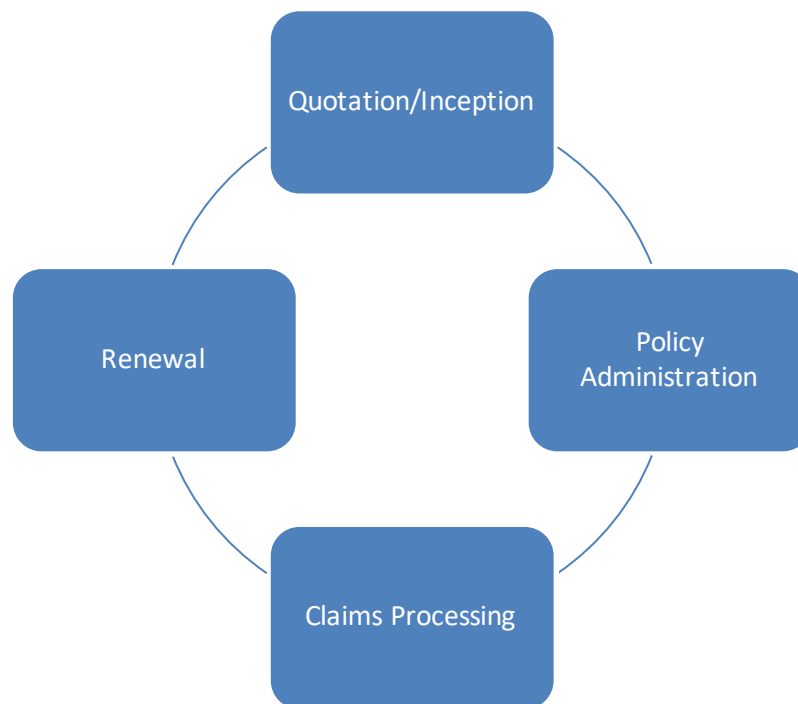 Quotation/Inception
Renewal
Policy
Administration
Claims Processing